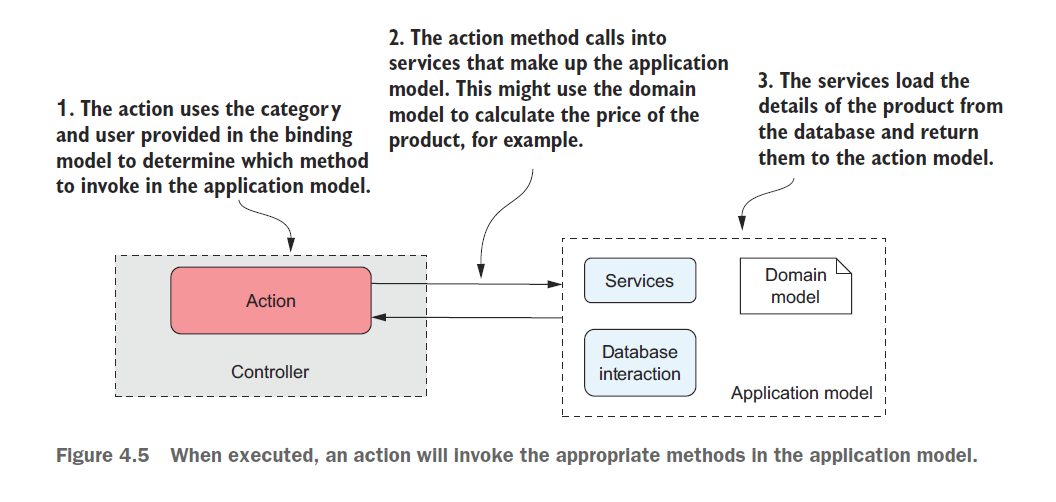 1. The action uses the category
and user provided in the binding
model to determine which method
to invoke in the application model.
2. The action method calls into
services that make up the application
model. This might use the domain
model to calculate the price of the
product, for example.
3. The services load the
details of the product from
the database and return
them to the action model.
Action
Controller
Services
Database
interaction
Domain
model
Application model
Figure 4.5 When executed, an action will invoke the appropriate methods in the application model.